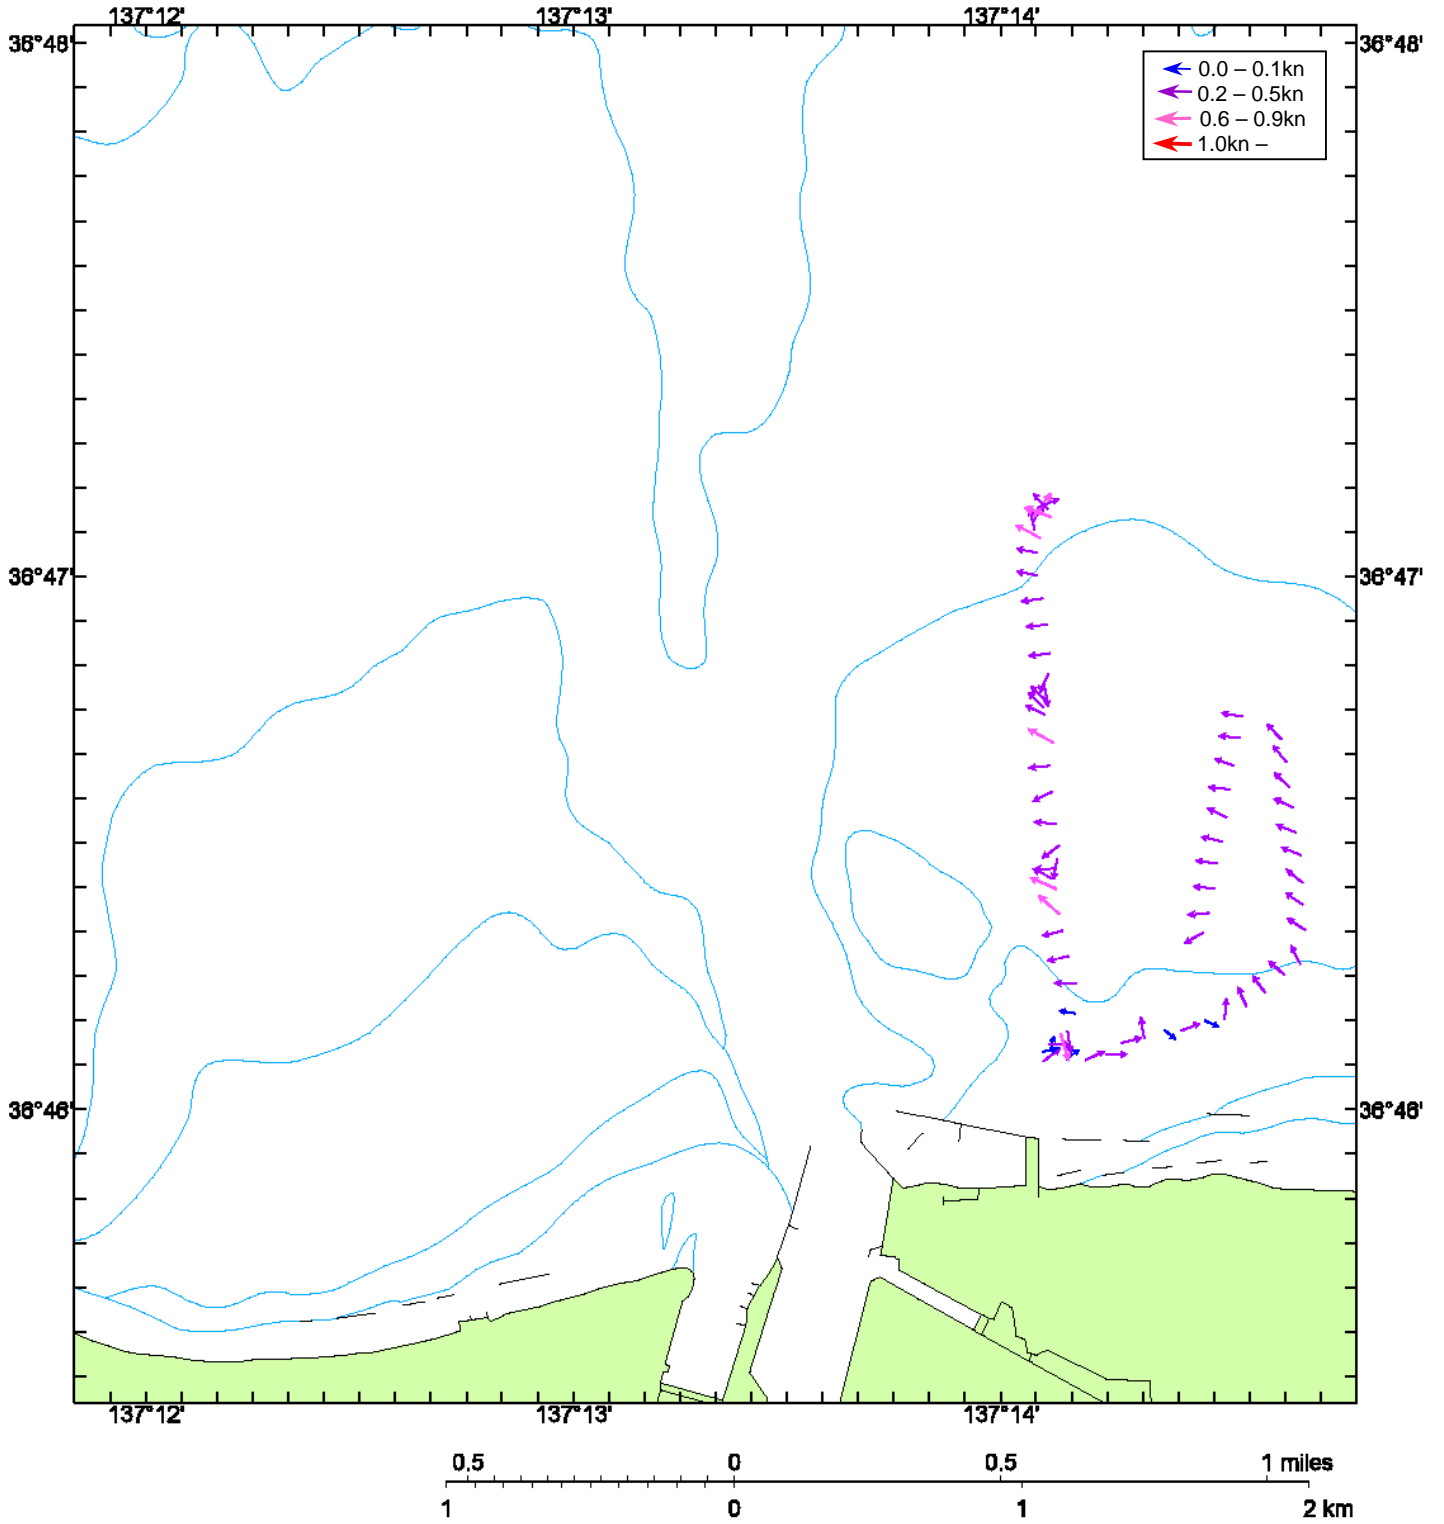 137°12' 137°13' 137°14'
36°48' 36°48'
0.0 – 0.1kn
0.2 – 0.5kn
0.6 – 0.9kn
1.0kn –
36°47' 36°47'
36°46' 36°46'
137°12' 137°13' 137°14'
0.5 0 0.5 1 miles
1 0 1 2 km